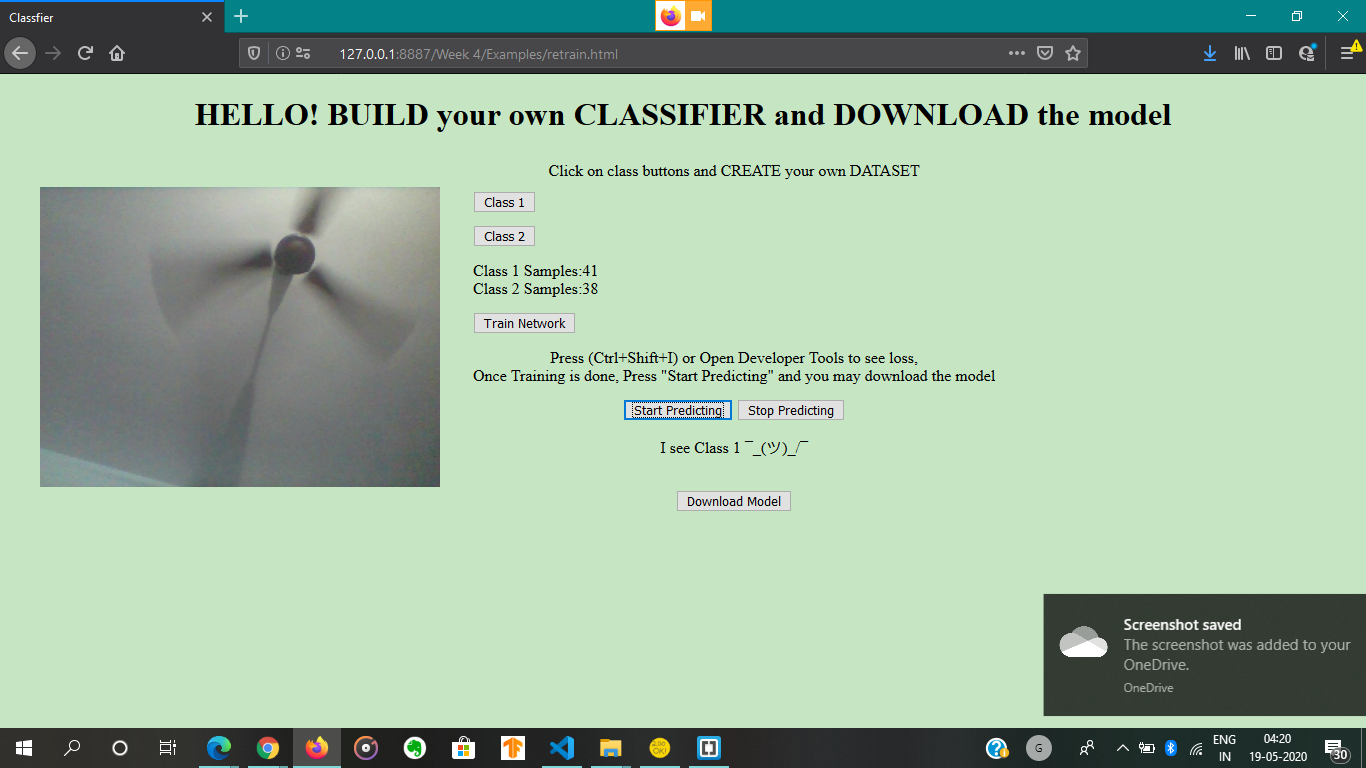 Classfier
127.0.0.1:8887/Week 4/Examples/retrain.html
HELLO! BUILD your own CLASSIFIER and DOWNLOAD the model
Click on class buttons and CREATE your own DATASET
Class 1
Class 2
Class 1 Samples:41
Class 2 Samples:38
Train Network
Press (Ctrl+Shift+I) or Open Developer Tools to see loss,
Once Training is done, Press "Start Predicting" and you may download the model
Start Predicting Stop Predicting
I see Class 1 ‾_(ツ)_/‾
Download Model
Screenshot saved
The screenshot was added to your
OneDrive.
OneDrive
G
ENG
IN
04:20
19-05-2020
30